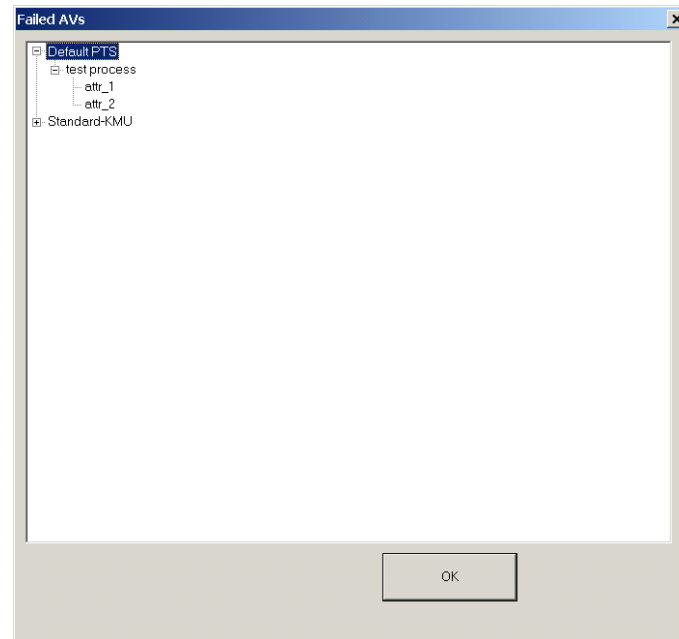 Failed AVs
Default PTS
test process
attr_1
attr_2
Standard-KMU
OK